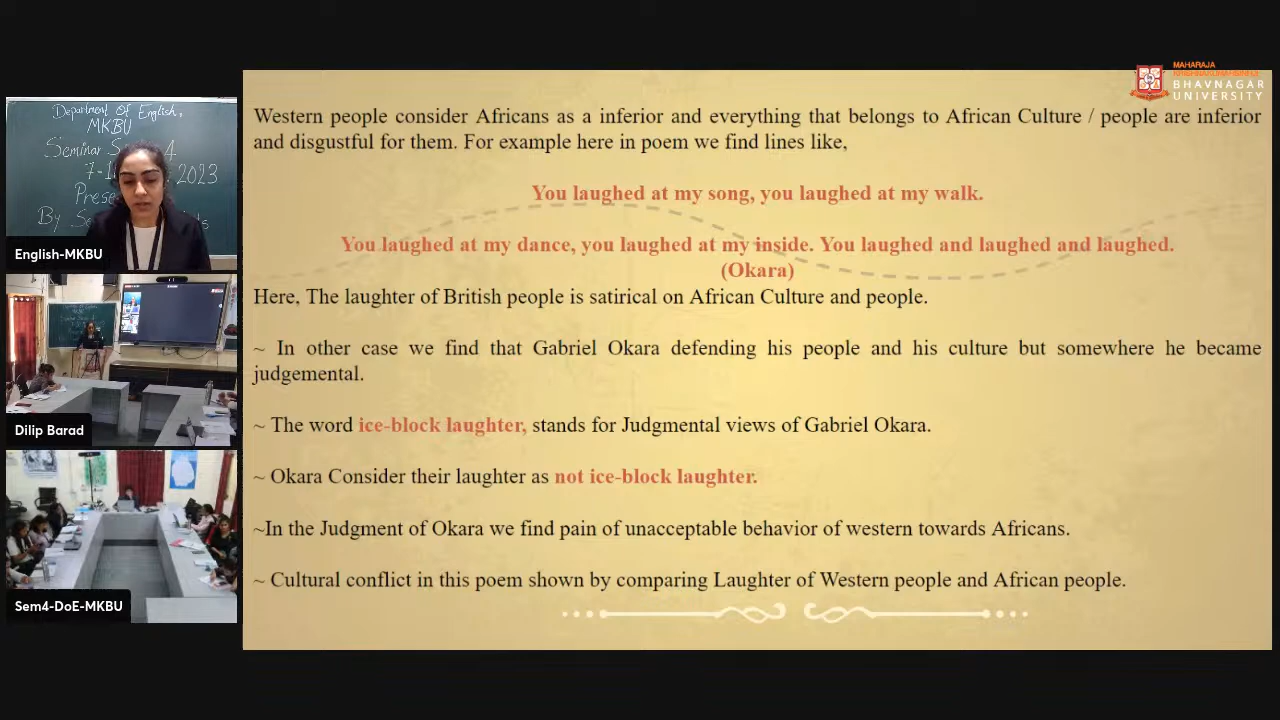 MAHARAJA
BHAVNAGAR
UNIVERSITY
Department Of English,
MKBU
Seminar
4
2023
By
English-MKBU
Dilip Barad
Sem4-DoE-MKBU
Western people consider Africans as a inferior and everything that belongs to African Culture / people are inferior
and disgustful for them. For example here in poem we find lines like,
You laughed at my song, you laughed at my walk.
You laughed at my dance, you laughed at my inside. You laughed and laughed and laughed.
(Okara)
Here, The laughter of British people is satirical on African Culture and people.
~ In other case we find that Gabriel Okara defending his people and his culture but somewhere he became
judgemental.
~ The word ice-block laughter, stands for Judgmental views of Gabriel Okara.
~ Okara Consider their laughter as not ice-block laughter.
~In the Judgment of Okara we find pain of unacceptable behavior of western towards Africans.
~ Cultural conflict in this poem shown by comparing Laughter of Western people and African people.